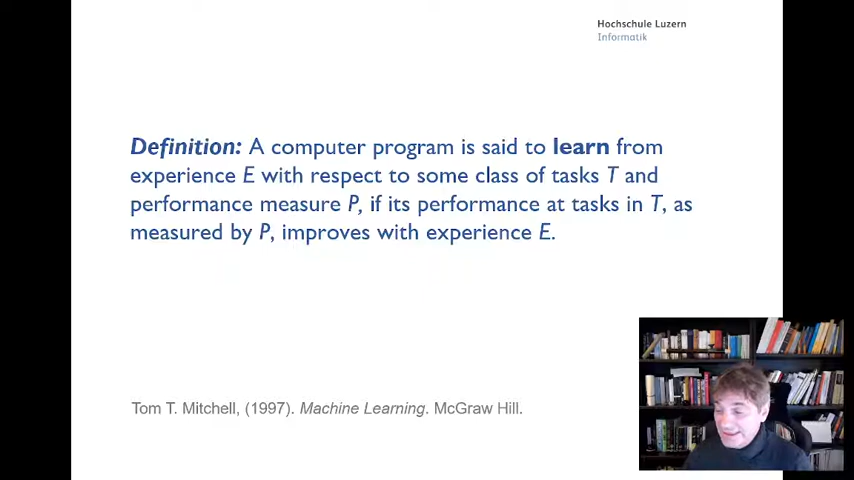 Hochschule Luzern
Informatik
Definition: A computer program is said to learn from
experience E with respect to some class of tasks T and
performance measure P, if its performance at tasks in T, as
measured by P, improves with experience E.
Tom T. Mitchell, (1997). Machine Learning. McGraw Hill.